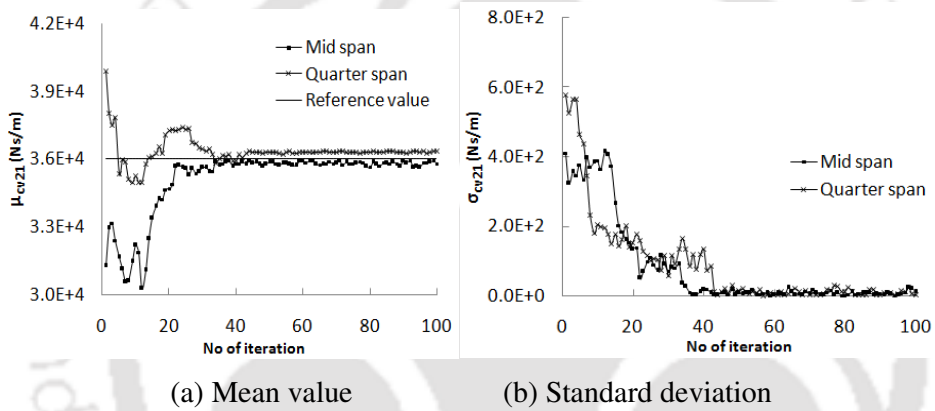 4.2E+4
3.9E+4
3.6E+4
3.3E+4
3.0E+4
μcv21 (Ns/m)
Mid span
Quarter span
Reference value
0 20 40 60 80 100
No of iteration
(a) Mean value
8.0E+2
6.0E+2
4.0E+2
2.0E+2
0.0E+0
σcv21 (Ns/m)
Mid span
Quarter span
0 20 40 60 80 100
No of iteration
(b) Standard deviation